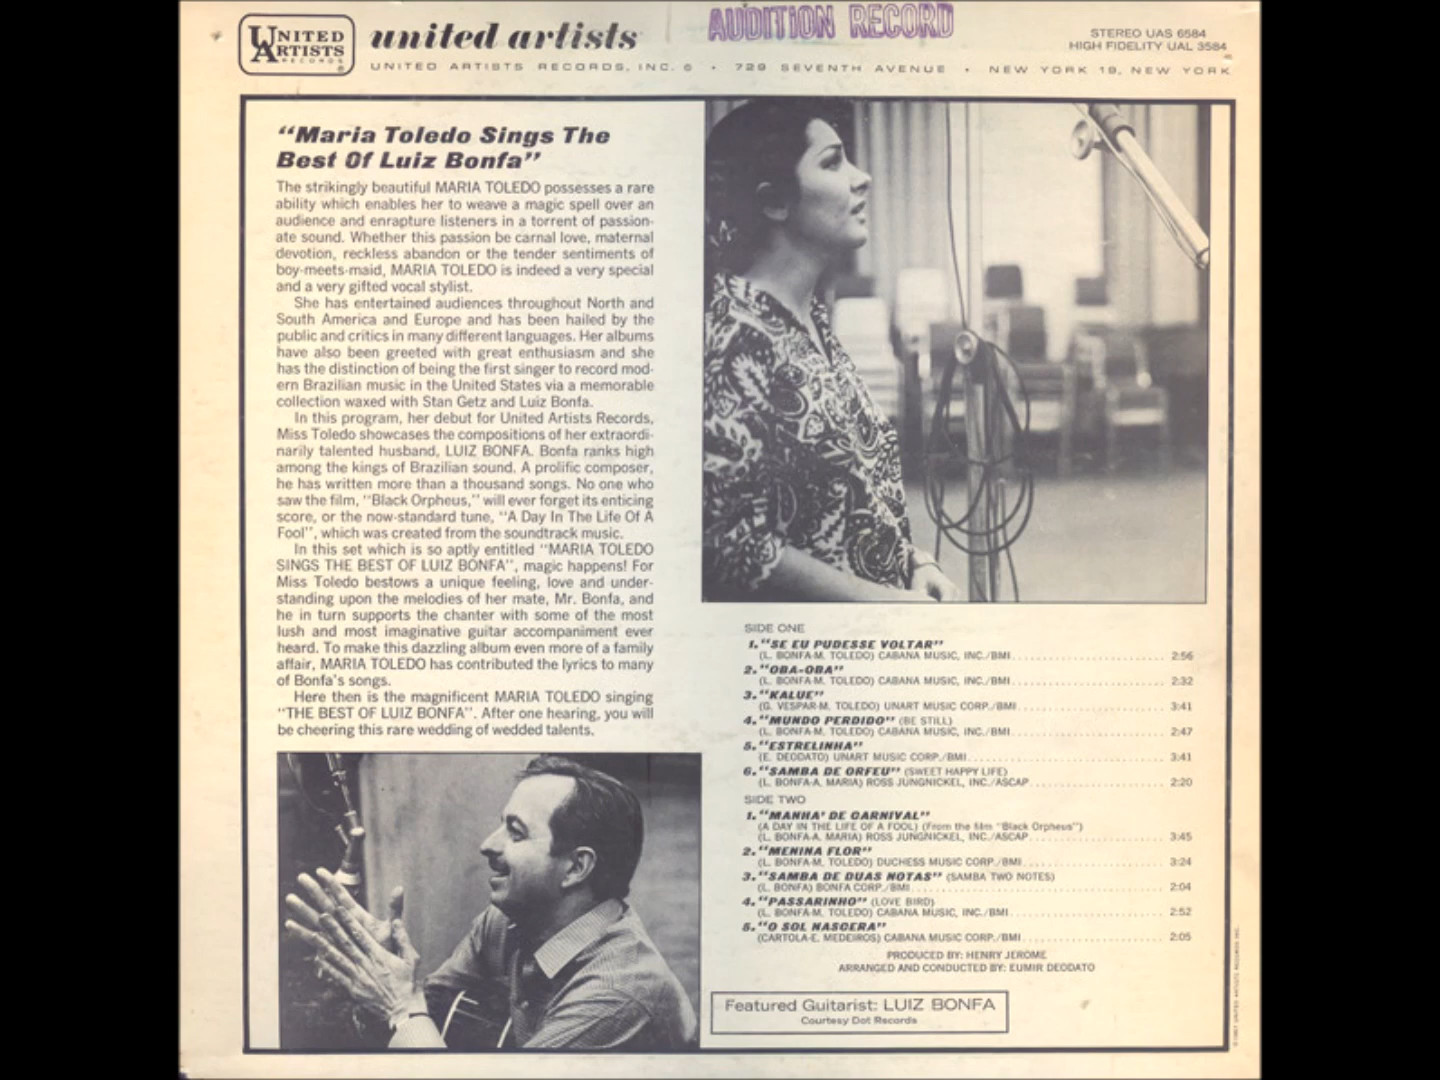 UNITED ARTISTS RECORDS
united artists
AUDITION RECORD
STEREO UAS 6584
HIGH FIDELITY UAL 3584
UNITED ARTISTS RECORDS, INC. • 729 SEVENTH AVENUE • NEW YORK 19, NEW YORK
"Maria Toledo Sings The
Best Of Luiz Bonfa"
The strikingly beautiful MARIA TOLEDO possesses a rare
ability which enables her to weave a magic spell over an
audience and enrapture listeners in a torrent of passion-
ate sound. Whether this passion be carnal love, maternal
devotion, reckless abandon or the tender sentiments of
boy-meets-maid, MARIA TOLEDO is indeed a very special
and a very gifted vocal stylist.
She has entertained audiences throughout North and
South America and Europe and has been hailed by the
public and critics in many different languages. Her albums
have also been greeted with great enthusiasm and she
has the distinction of being the first singer to record mod-
ern Brazilian music in the United States via a memorable
collection waxed with Stan Getz and Luiz Bonfa.
In this program, her debut for United Artists Records,
Miss Toledo showcases the compositions of her extraordi-
narily talented husband, LUIZ BONFA. Bonfa ranks high
among the kings of Brazilian sound. A prolific composer,
he has written more than a thousand songs. No one who
saw the film, "Black Orpheus," will ever forget its enticing
score, or the now-standard tune, "A Day In The Life Of A
Fool", which was created from the soundtrack music.
In this set which is so aptly entitled "MARIA TOLEDO
SINGS THE BEST OF LUIZ BONFA", magic happens! For
Miss Toledo bestows a unique feeling, love and under-
standing upon the melodies of her mate, Mr. Bonfa, and
he in turn supports the chanter with some of the most
lush and most imaginative guitar accompaniment ever
heard. To make this dazzling album even more of a family
affair, MARIA TOLEDO has contributed the lyrics to many
of Bonfa's songs.
Here then is the magnificent MARIA TOLEDO singing
"THE BEST OF LUIZ BONFA". After one hearing, you will
be cheering this rare wedding of wedded talents.
SIDE ONE
1. "SE EU PUDESSE VOLTAR"
(L. BONFA-M. TOLEDO) CABANA MUSIC, INC./BMI 2:56
2. "OBA-OBA"
(L. BONFA-M. TOLEDO) CABANA MUSIC, INC./BMI 2:32
3. "KALUE"
(G. VESPAR-M. TOLEDO) UNART MUSIC CORP./BMI 3:41
4. "MUNDO PERDIDO" (BE STILL)
(L. BONFA-M. TOLEDO) CABANA MUSIC, INC./BMI 2:47
5. "ESTRELINHA"
(E. DEODATO) UNART MUSIC CORP./BMI 3:41
6. "SAMBA DE ORFEU" (SWEET HAPPY LIFE)
(L. BONFA-A. MARIA) ROSS JUNGNICKEL, INC./ASCAP 2:20
SIDE TWO
1. "MANHA' DE CARNIVAL"
(A DAY IN THE LIFE OF A FOOL) (From the film "Black Orpheus")
(L. BONFA-A. MARIA) ROSS JUNGNICKEL, INC./ASCAP 3:45
2. "MENINA FLOR"
(L. BONFA-M. TOLEDO) DUCHESS MUSIC CORP./BMI 3:24
3. "SAMBA DE DUAS NOTAS" (SAMBA TWO NOTES)
(L. BONFA) BONFA CORP./BMI 2:04
4. "PASSARINHO" (LOVE BIRD)
(L. BONFA-M. TOLEDO) CABANA MUSIC, INC./BMI 2:52
5. "O SOL NASCERA"
(CARTOLA-E. MEDEIROS) CABANA MUSIC CORP./BMI 2:05
PRODUCED BY: HENRY JEROME
ARRANGED AND CONDUCTED BY: EUMIR DEODATO
Featured Guitarist: LUIZ BONFA
Courtesy Dot Records